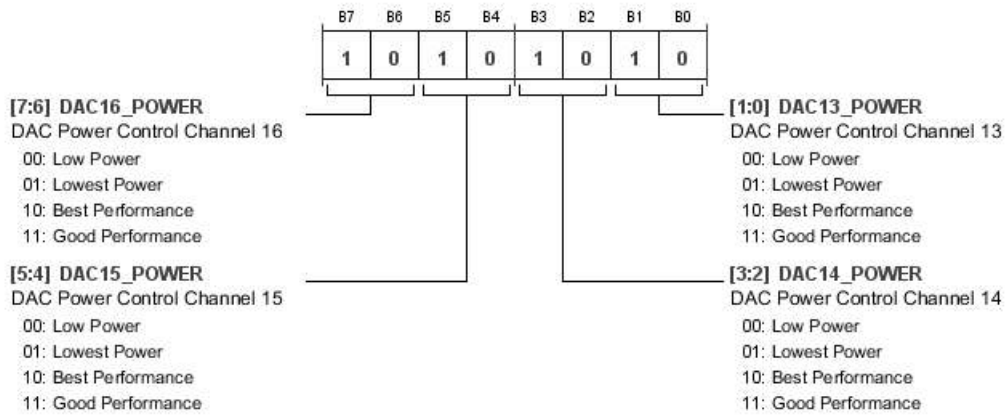 B7 B6 B5 B4 B3 B2 B1 B0
1 0 1 0 1 0 1 0
[7:6] DAC16_POWER
DAC Power Control Channel 16
00: Low Power
01: Lowest Power
10: Best Performance
11: Good Performance
[5:4] DAC15_POWER
DAC Power Control Channel 15
00: Low Power
01: Lowest Power
10: Best Performance
11: Good Performance
[1:0] DAC13_POWER
DAC Power Control Channel 13
00: Low Power
01: Lowest Power
10: Best Performance
11: Good Performance
[3:2] DAC14_POWER
DAC Power Control Channel 14
00: Low Power
01: Lowest Power
10: Best Performance
11: Good Performance